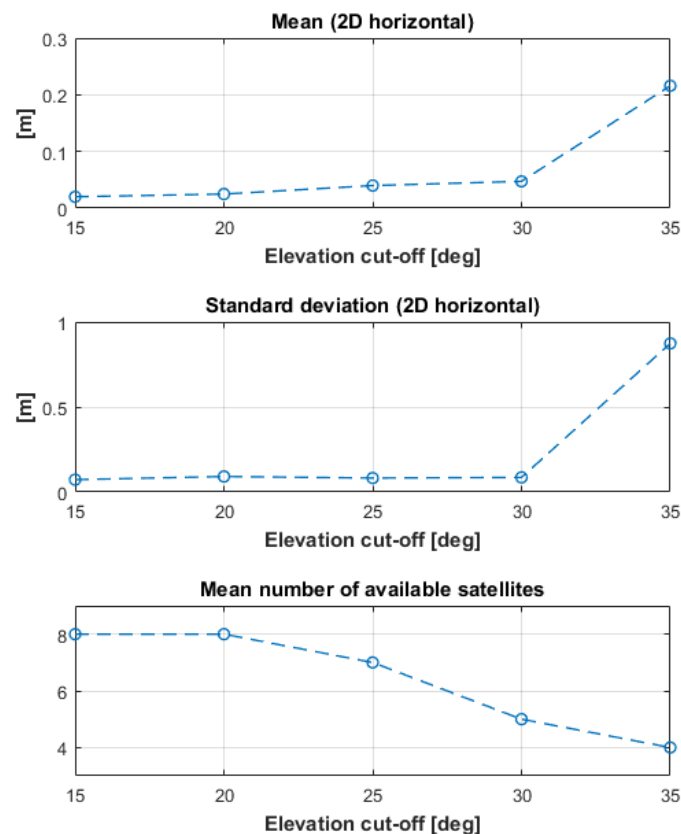 Mean (2D horizontal)
0.3
0.2
0.1
0
[m]
15 20 25 30 35
Elevation cut-off [deg]
Standard deviation (2D horizontal)
1
0.5
0
[m]
15 20 25 30 35
Elevation cut-off [deg]
Mean number of available satellites
8
6
4
15 20 25 30 35
Elevation cut-off [deg]